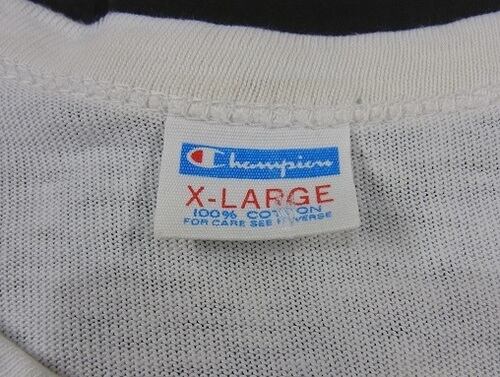 Champion
X-LARGE
100% COTTON
FOR CARE SEE REVERSE